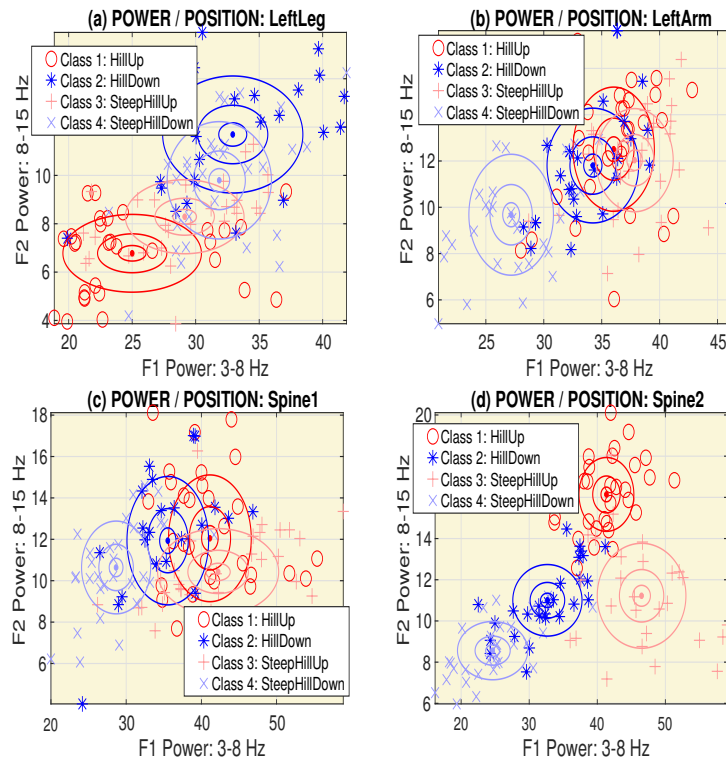 (a) POWER / POSITION: LeftLeg
Class 1: HillUp
Class 2: HillDown
Class 3: SteepHillUp
Class 4: SteepHillDown
F2 Power: 8-15 Hz
10
8
6
4
20
25
30
35
40
F1 Power: 3-8 Hz
(b) POWER / POSITION: LeftArm
Class 1: HillUp
Class 2: HillDown
Class 3: SteepHillUp
Class 4: SteepHillDown
F2 Power: 8-15 Hz
12
10
8
6
25
30
35
40
45
F1 Power: 3-8 Hz
(c) POWER / POSITION: Spine1
18
16
14
12
10
8
6
F2 Power: 8-15 Hz
Class 1: HillUp
Class 2: HillDown
Class 3: SteepHillUp
Class 4: SteepHillDown
20
30
40
50
F1 Power: 3-8 Hz
(d) POWER / POSITION: Spine2
20
Class 1: HillUp
Class 2: HillDown
Class 3: SteepHillUp
Class 4: SteepHillDown
F2 Power: 8-15 Hz
14
12
10
8
6
20
30
40
50
F1 Power: 3-8 Hz